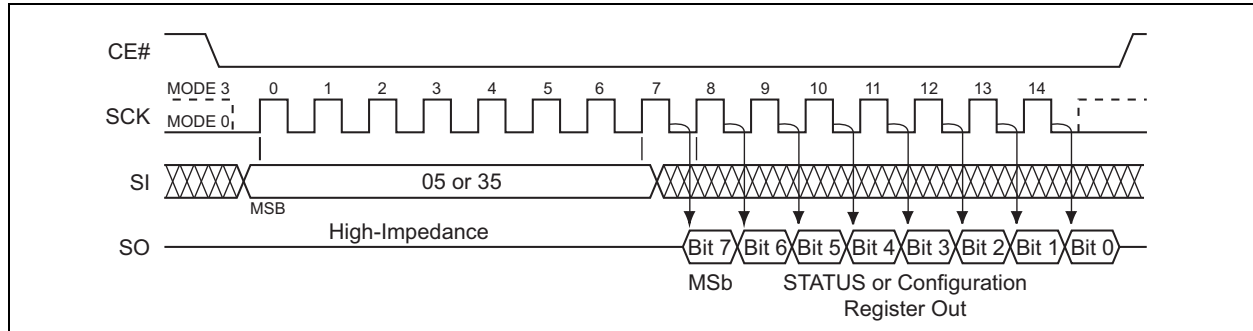 CE#
MODE 3 0 1 2 3 4 5 6 7 8 9 10 11 12 13 14
SCK
MODE 0
SI 05 or 35
MSB
High-Impedance
SO Bit 7 Bit 6 Bit 5 Bit 4 Bit 3 Bit 2 Bit 1 Bit 0
MSb STATUS or Configuration
Register Out